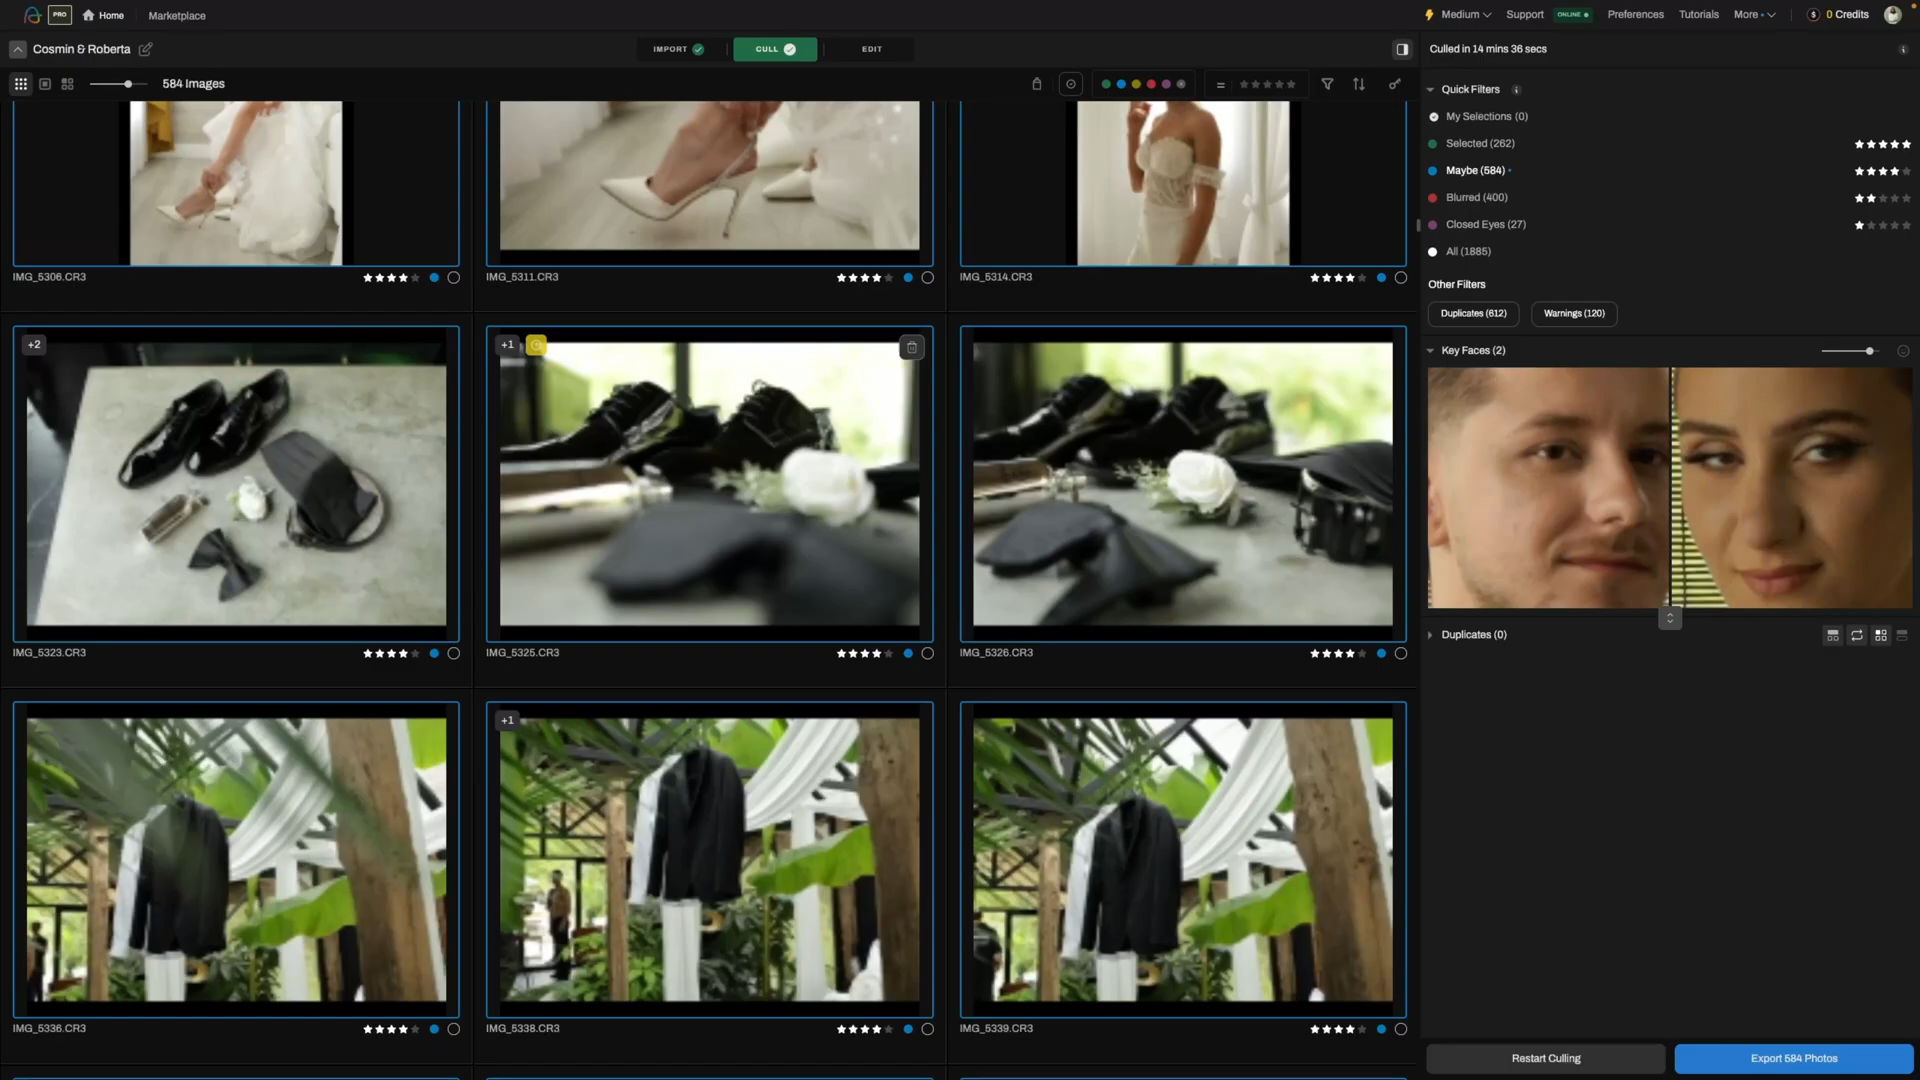 PRO Home Marketplace
Medium Support ONLINE Preferences Tutorials More 0 Credits
Cosmin & Roberta
IMPORT CULL EDIT
Culled in 14 mins 36 secs
584 Images
Quick Filters
My Selections (0)
Selected (262)
Maybe (584)
Blurred (400)
Closed Eyes (27)
All (1885)
Other Filters
Duplicates (612) Warnings (120)
Key Faces (2)
Duplicates (0)
IMG_5306.CR3 IMG_5311.CR3 IMG_5314.CR3
+2 +1
IMG_5323.CR3 IMG_5325.CR3 IMG_5326.CR3
+1
IMG_5336.CR3 IMG_5338.CR3 IMG_5339.CR3
Restart Culling Export 584 Photos